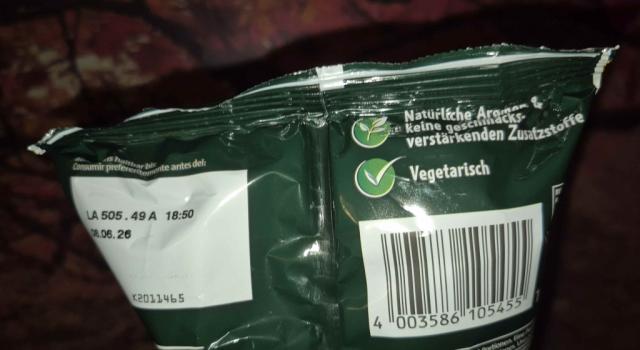 Consumir preferentemente antes del:
LA 505 . 49 A 18:50
06.06.26
K2011465
Natürliche Aromen &
keine geschmacks-
verstärkenden Zusatzstoffe
Vegetarisch
4 003586 105455